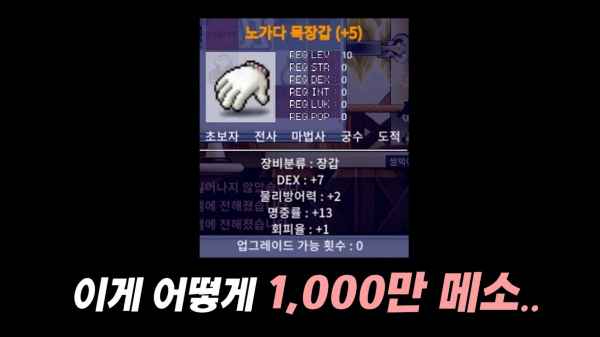 노가다 목장갑 (+5)
REQ LEV : 10
REQ STR : 0
REQ DEX : 0
REQ INT : 0
REQ LUK : 0
REQ POP : 0
초보자 전사 마법사 궁수 도적
장비분류 : 장갑
DEX : +7
물리방어력 : +2
명중률 : +13
회피율 : +1
업그레이드 가능 횟수 : 0
이게 어떻게 1,000만 메소..